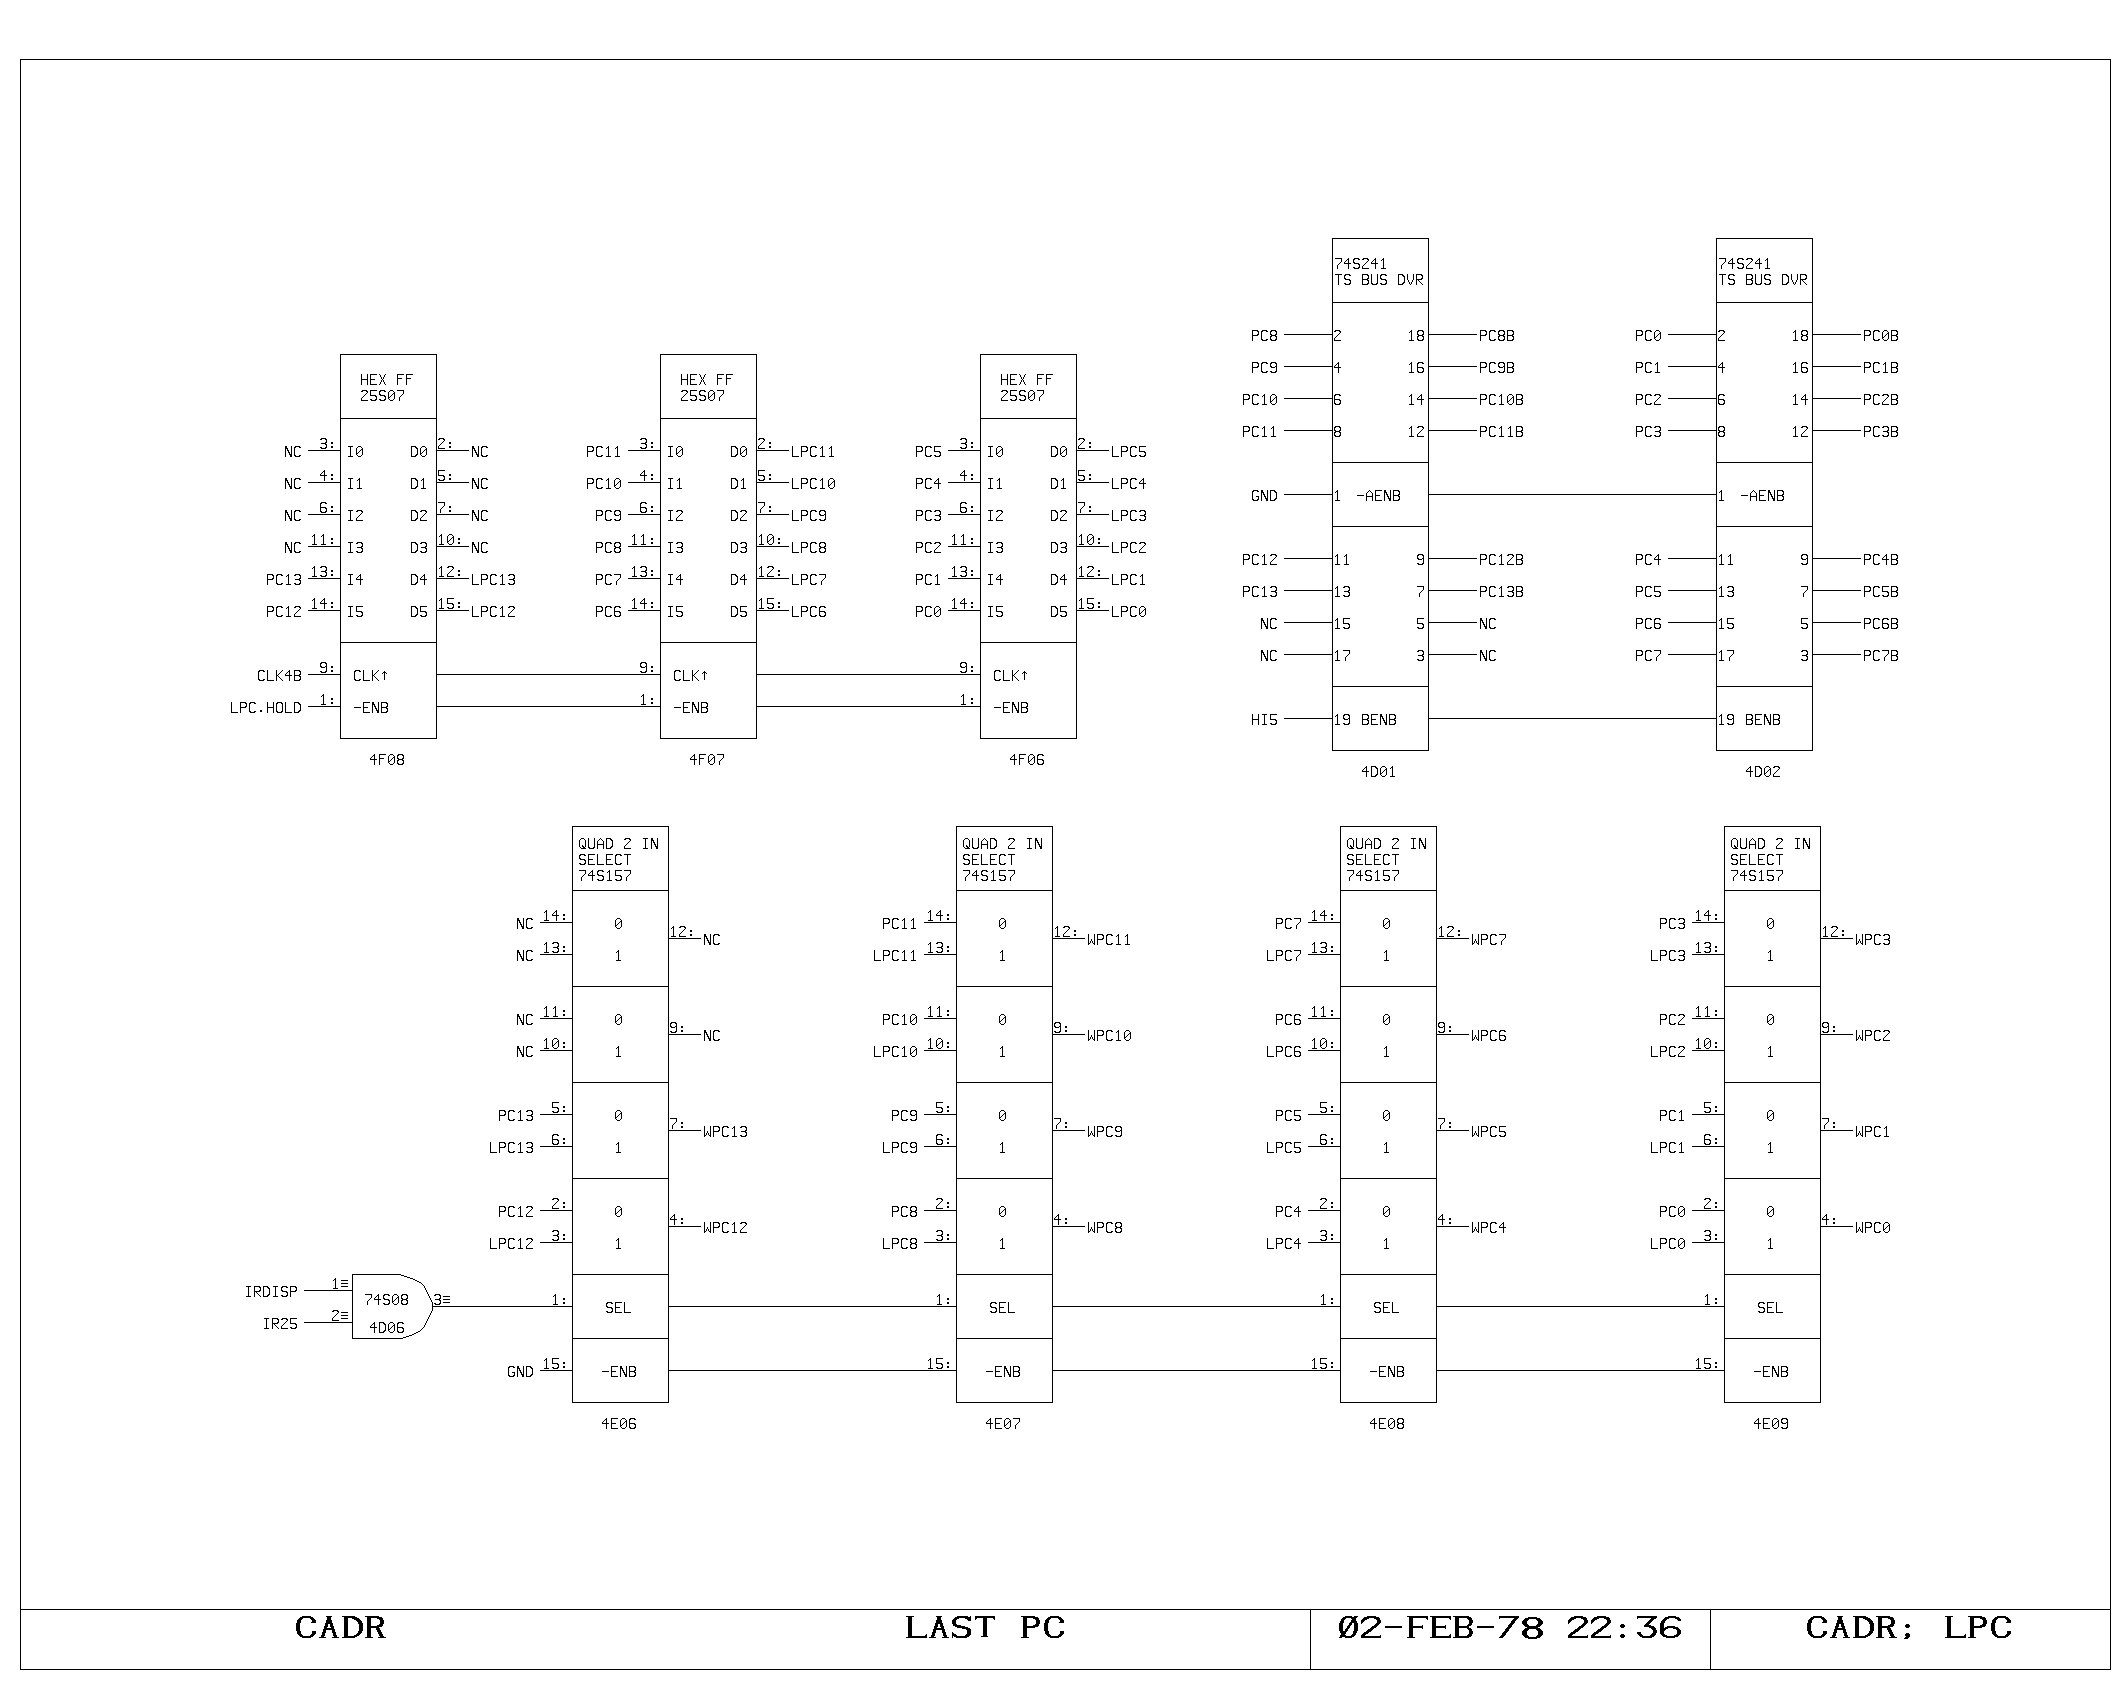 74S241
TS BUS DVR
PC8 2 18 PC8B
PC9 4 16 PC9B
PC10 6 14 PC10B
PC11 8 12 PC11B
GND 1 -AENB
PC12 11 9 PC12B
PC13 13 7 PC13B
NC 15 5 NC
NC 17 3 NC
HI5 19 BENB
4D01
74S241
TS BUS DVR
PC0 2 18 PC0B
PC1 4 16 PC1B
PC2 6 14 PC2B
PC3 8 12 PC3B
1 -AENB
PC4 11 9 PC4B
PC5 13 7 PC5B
PC6 15 5 PC6B
PC7 17 3 PC7B
19 BENB
4D02
HEX FF
25S07
NC 3: I0 D0 2: NC
NC 4: I1 D1 5: NC
NC 6: I2 D2 7: NC
NC 11: I3 D3 10: NC
PC13 13: I4 D4 12: LPC13
PC12 14: I5 D5 15: LPC12
CLK4B 9: CLK↑
LPC.HOLD 1: -ENB
4F08
HEX FF
25S07
PC11 3: I0 D0 2: LPC11
PC10 4: I1 D1 5: LPC10
PC9 6: I2 D2 7: LPC9
PC8 11: I3 D3 10: LPC8
PC7 13: I4 D4 12: LPC7
PC6 14: I5 D5 15: LPC6
9: CLK↑
1: -ENB
4F07
HEX FF
25S07
PC5 3: I0 D0 2: LPC5
PC4 4: I1 D1 5: LPC4
PC3 6: I2 D2 7: LPC3
PC2 11: I3 D3 10: LPC2
PC1 13: I4 D4 12: LPC1
PC0 14: I5 D5 15: LPC0
9: CLK↑
1: -ENB
4F06
QUAD 2 IN
SELECT
74S157
NC 14: 0
12: NC
NC 13: 1
NC 11: 0
9: NC
NC 10: 1
PC13 5: 0
7: WPC13
LPC13 6: 1
PC12 2: 0
4: WPC12
LPC12 3: 1
IRDISP 1≡
74S08
3≡
IR25 2≡
4D06
1: SEL
GND 15: -ENB
4E06
QUAD 2 IN
SELECT
74S157
PC11 14: 0
12: WPC11
LPC11 13: 1
PC10 11: 0
9: WPC10
LPC10 10: 1
PC9 5: 0
7: WPC9
LPC9 6: 1
PC8 2: 0
4: WPC8
LPC8 3: 1
1: SEL
15: -ENB
4E07
QUAD 2 IN
SELECT
74S157
PC7 14: 0
12: WPC7
LPC7 13: 1
PC6 11: 0
9: WPC6
LPC6 10: 1
PC5 5: 0
7: WPC5
LPC5 6: 1
PC4 2: 0
4: WPC4
LPC4 3: 1
1: SEL
15: -ENB
4E08
QUAD 2 IN
SELECT
74S157
PC3 14: 0
12: WPC3
LPC3 13: 1
PC2 11: 0
9: WPC2
LPC2 10: 1
PC1 5: 0
7: WPC1
LPC1 6: 1
PC0 2: 0
4: WPC0
LPC0 3: 1
1: SEL
15: -ENB
4E09
CADR LAST PC Ø2-FEB-78 22:36 CADR; LPC